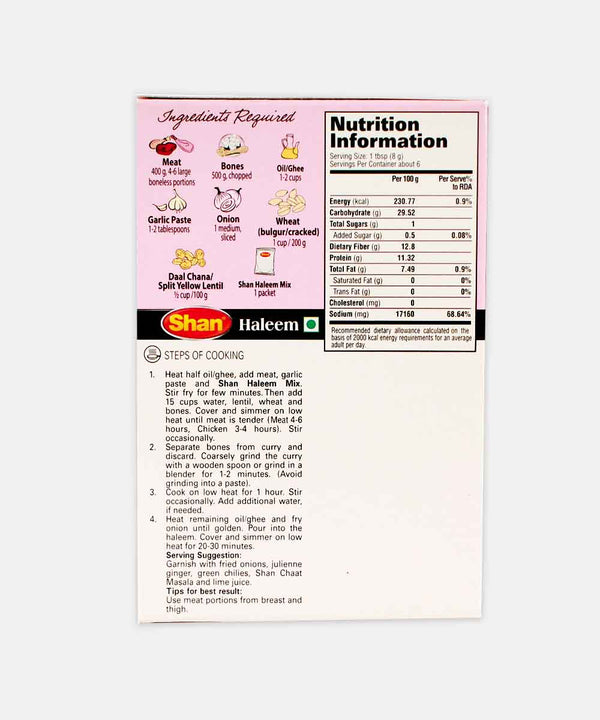 Ingredients Required
Meat
400 g, 4-6 large
boneless portions
Bones
500 g, chopped
Oil/Ghee
1-2 cups
Garlic Paste
1-2 tablespoons
Onion
1 medium,
sliced
Wheat
(bulgur/cracked)
1 cup / 200 g
Daal Chana/
Split Yellow Lentil
½ cup /100 g
Shan Haleem Mix
1 packet
Nutrition
Information
Serving Size: 1 tbsp (8 g)
Servings Per Container about 6
Per 100 g Per Serve%
to RDA
Energy (kcal) 230.77 0.9%
Carbohydrate (g) 29.52
Total Sugars (g) 1
Added Sugar (g) 0.5 0.08%
Dietary Fiber (g) 12.8
Protein (g) 11.32
Total Fat (g) 7.49 0.9%
Saturated Fat (g) 0 0%
Trans Fat (g) 0 0%
Cholesterol (mg) 0
Sodium (mg) 17160 68.64%
Recommended dietary allowance calculated on the
basis of 2000 kcal energy requirements for an average
adult per day.
Shan Haleem
STEPS OF COOKING
1. Heat half oil/ghee, add meat, garlic
paste and Shan Haleem Mix.
Stir fry for few minutes. Then add
15 cups water, lentil, wheat and
bones. Cover and simmer on low
heat until meat is tender (Meat 4-6
hours, Chicken 3-4 hours). Stir
occasionally.
2. Separate bones from curry and
discard. Coarsely grind the curry
with a wooden spoon or grind in a
blender for 1-2 minutes. (Avoid
grinding into a paste).
3. Cook on low heat for 1 hour. Stir
occasionally. Add additional water,
if needed.
4. Heat remaining oil/ghee and fry
onion until golden. Pour into the
haleem. Cover and simmer on low
heat for 20-30 minutes.
Serving Suggestion:
Garnish with fried onions, julienne
ginger, green chilies, Shan Chaat
Masala and lime juice.
Tips for best result:
Use meat portions from breast and
thigh.